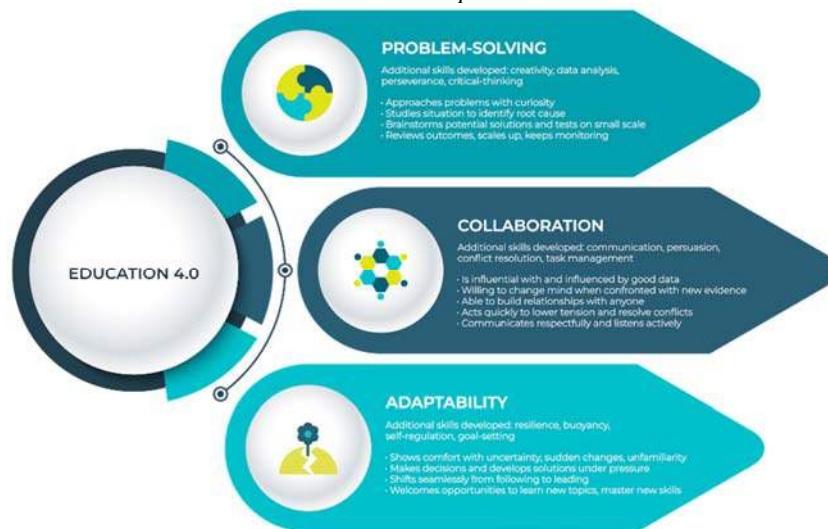 EDUCATION 4.0
PROBLEM-SOLVING
Additional skills developed: creativity, data analysis,
perseverance, critical-thinking
• Approaches problems with curiosity
• Studies situation to identify root cause
• Brainstorms potential solutions and tests on small scale
• Reviews outcomes, scales up, keeps monitoring
COLLABORATION
Additional skills developed: communication, persuasion,
conflict resolution, task management
• Is influential with and influenced by good data
• Willing to change mind when confronted with new evidence
• Able to build relationships with anyone
• Acts quickly to lower tension and resolve conflicts
• Communicates respectfully and listens actively
ADAPTABILITY
Additional skills developed: resilience, buoyancy,
self-regulation, goal-setting
• Shows comfort with uncertainty, sudden changes, unfamiliarity
• Makes decisions and develops solutions under pressure
• Shifts seamlessly from following to leading
• Welcomes opportunities to learn new topics, master new skills